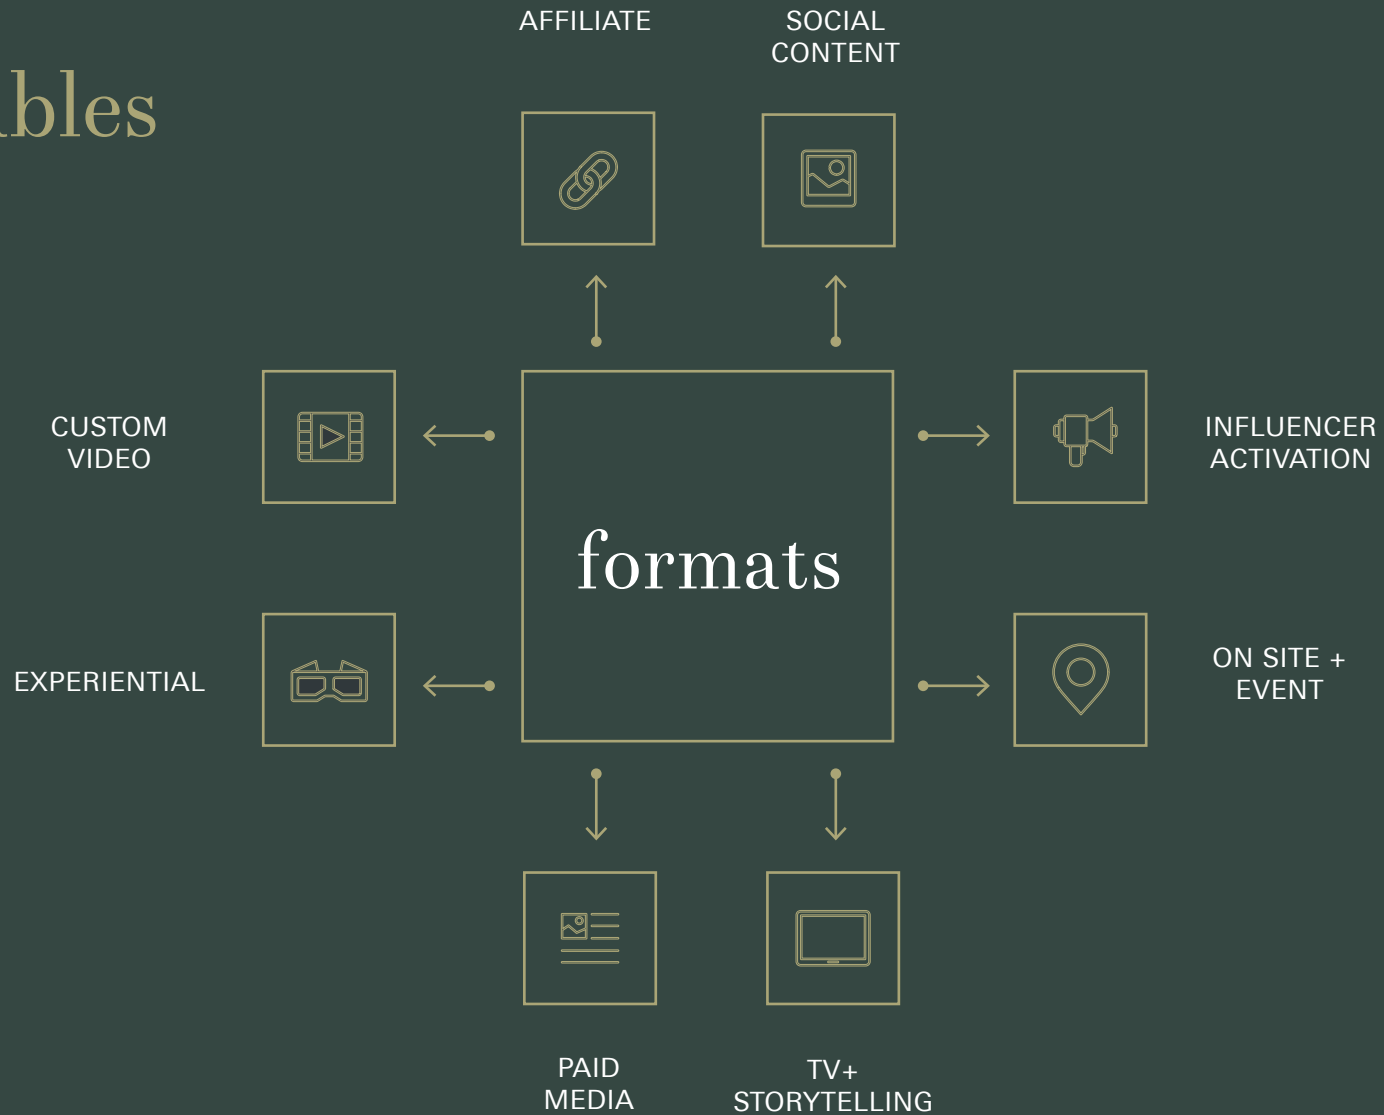 AFFILIATE
SOCIAL
CONTENT
bles
CUSTOM
VIDEO
INFLUENCER
ACTIVATION
formats
EXPERIENTIAL
ON SITE +
EVENT
PAID
MEDIA
TV+
STORYTELLING